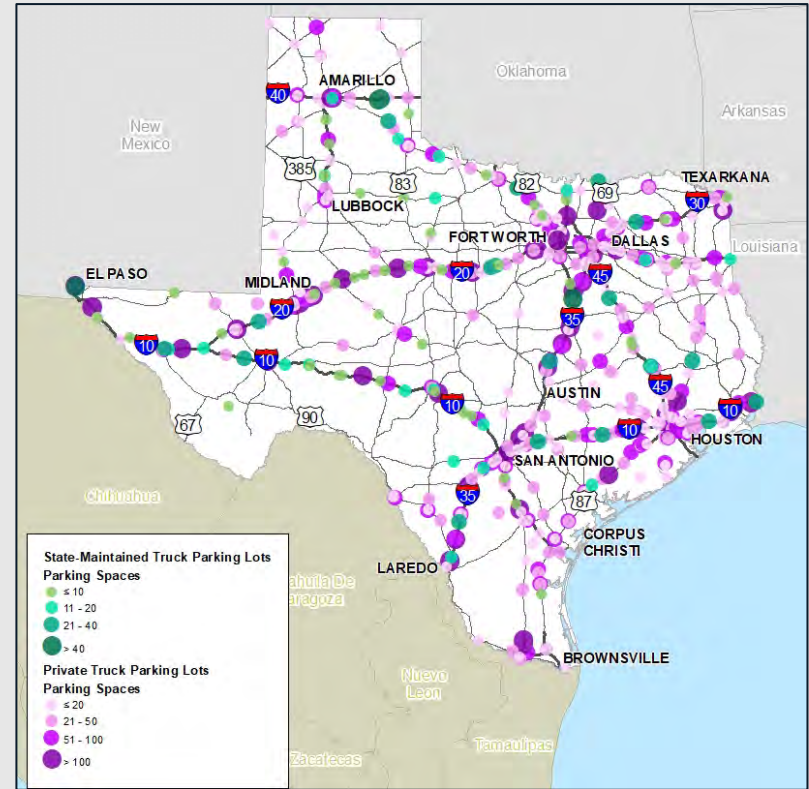 Oklahoma
AMARILLO
40
Arkansas
New
Mexico
385
83
82
69
TEXARKANA
30
LUBBOCK
FORT WORTH
DALLAS
Louisiana
EL PASO
MIDLAND
20
45
20
35
10
10
45
10
AUSTIN
10
10
HOUSTON
67
90
SAN ANTONIO
35
87
Chihuahua
CORPUS
CHRISTI
LAREDO
State-Maintained Truck Parking Lots
Parking Spaces
≤ 10
11 - 20
21 - 40
> 40
Private Truck Parking Lots
Parking Spaces
≤ 20
21 - 50
51 - 100
> 100
ahuila De
aragoza
BROWNSVILLE
Nuevo
Leon
Tamaulipas
Zacatecas